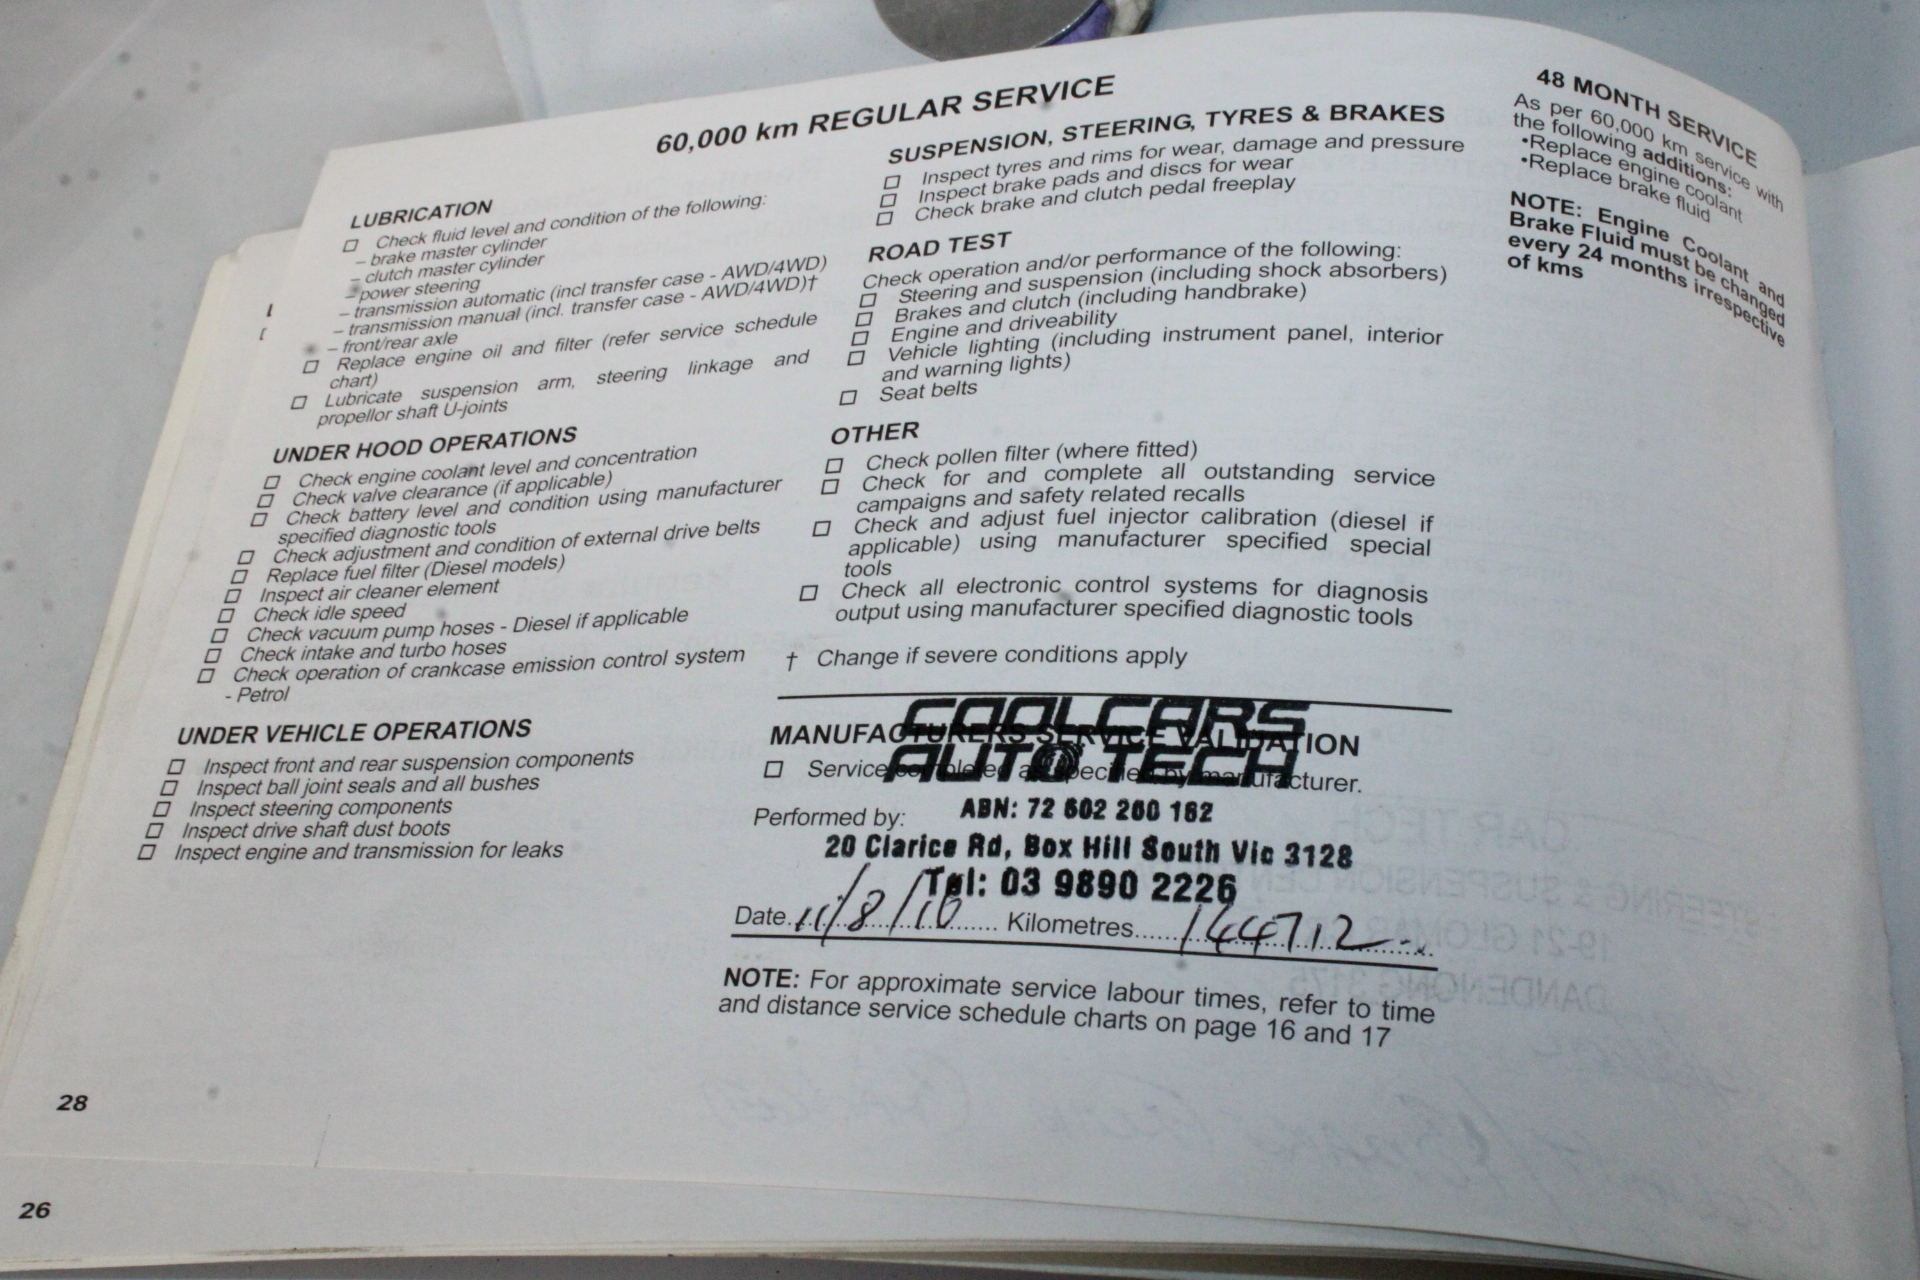 60,000 km REGULAR SERVICE
LUBRICATION
☐ Check fluid level and condition of the following:
– brake master cylinder
– clutch master cylinder
– power steering
– transmission automatic (incl transfer case - AWD/4WD)
– transmission manual (incl. transfer case - AWD/4WD)†
– front/rear axle
☐ Replace engine oil and filter (refer service schedule
chart)
☐ Lubricate suspension arm, steering linkage and
propellor shaft U-joints
UNDER HOOD OPERATIONS
☐ Check engine coolant level and concentration
☐ Check valve clearance (if applicable)
☐ Check battery level and condition using manufacturer
specified diagnostic tools
☐ Check adjustment and condition of external drive belts
☐ Replace fuel filter (Diesel models)
☐ Inspect air cleaner element
☐ Check idle speed
☐ Check vacuum pump hoses - Diesel if applicable
☐ Check intake and turbo hoses
☐ Check operation of crankcase emission control system
- Petrol
UNDER VEHICLE OPERATIONS
☐ Inspect front and rear suspension components
☐ Inspect ball joint seals and all bushes
☐ Inspect steering components
☐ Inspect drive shaft dust boots
☐ Inspect engine and transmission for leaks
SUSPENSION, STEERING, TYRES & BRAKES
☐ Inspect tyres and rims for wear, damage and pressure
☐ Inspect brake pads and discs for wear
☐ Check brake and clutch pedal freeplay
ROAD TEST
Check operation and/or performance of the following:
☐ Steering and suspension (including shock absorbers)
☐ Brakes and clutch (including handbrake)
☐ Engine and driveability
☐ Vehicle lighting (including instrument panel, interior
and warning lights)
☐ Seat belts
OTHER
☐ Check pollen filter (where fitted)
☐ Check for and complete all outstanding service
campaigns and safety related recalls
☐ Check and adjust fuel injector calibration (diesel if
applicable) using manufacturer specified special
tools
☐ Check all electronic control systems for diagnosis
output using manufacturer specified diagnostic tools
† Change if severe conditions apply
COOLCARS
MANUFACTURERS SERVICE VALIDATION
AUTO TECH
☐ Service completed as specified by manufacturer.
Performed by: ABN: 72 602 260 162
20 Clarice Rd, Box Hill South Vic 3128
Tel: 03 9890 2226
Date 11/8/16 Kilometres 144712
NOTE: For approximate service labour times, refer to time
and distance service schedule charts on page 16 and 17
48 MONTH SERVICE
As per 60,000 km service with
the following additions:
•Replace engine coolant
•Replace brake fluid
NOTE: Engine Coolant and
Brake Fluid must be changed
every 24 months irrespective
of kms
28
26